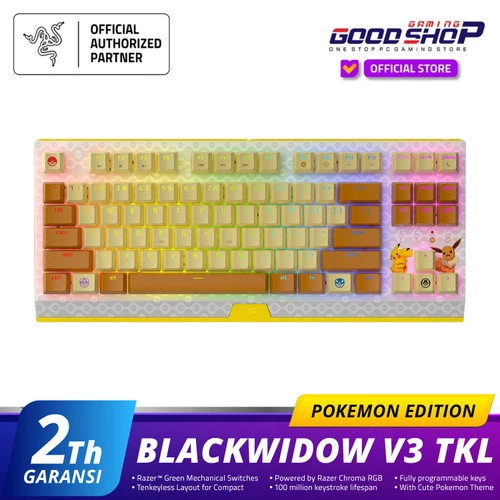 OFFICIAL
AUTHORIZED
PARTNER
GAMING
GOODSHOP
ONE STOP PC GAMING STORE
OFFICIAL STORE
POKEMON EDITION
2Th
GARANSI
BLACKWIDOW V3 TKL
• Razer™ Green Mechanical Switches
• Powered by Razer Chroma RGB
• Fully programmable keys
• Tenkeyless Layout for Compact
• 100 million keystroke lifespan
• With Cute Pokemon Theme